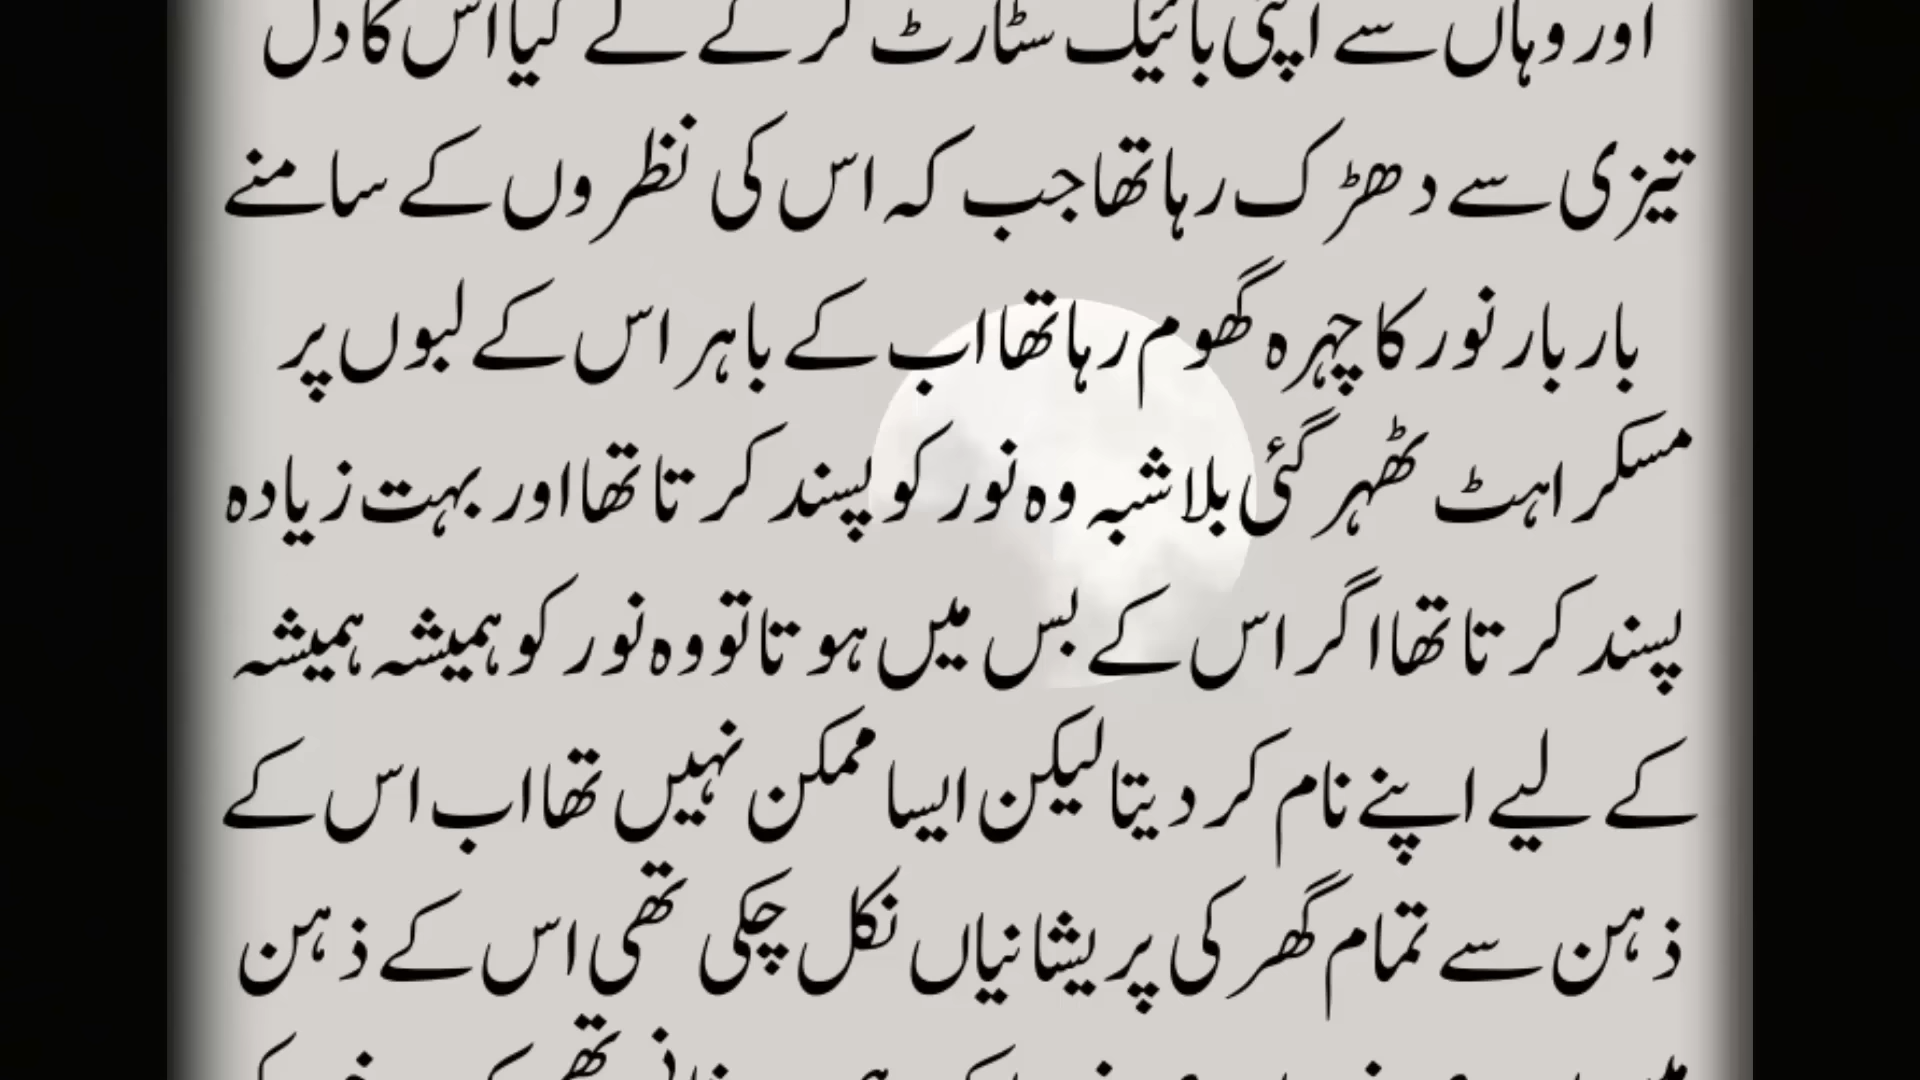 اور وہاں سے اپنی بائیک سٹارٹ کرکے لے گیا اس کا دل
تیزی سے دھڑک رہا تھا جب کہ اس کی نظروں کے سامنے
بار بار نور کا چہرہ گھوم رہا تھا اب کے باہر اس کے لبوں پر
مسکراہٹ ٹھہر گئی بلاشبہ وہ نور کو پسند کرتا تھا اور بہت زیادہ
پسند کرتا تھا اگر اس کے بس میں ہوتا تو وہ نور کو ہمیشہ ہمیشہ
کے لیے اپنے نام کر دیتا لیکن ایسا ممکن نہیں تھا اب اس کے
ذہن سے تمام گھر کی پریشانیاں نکل چکی تھی اس کے ذہن